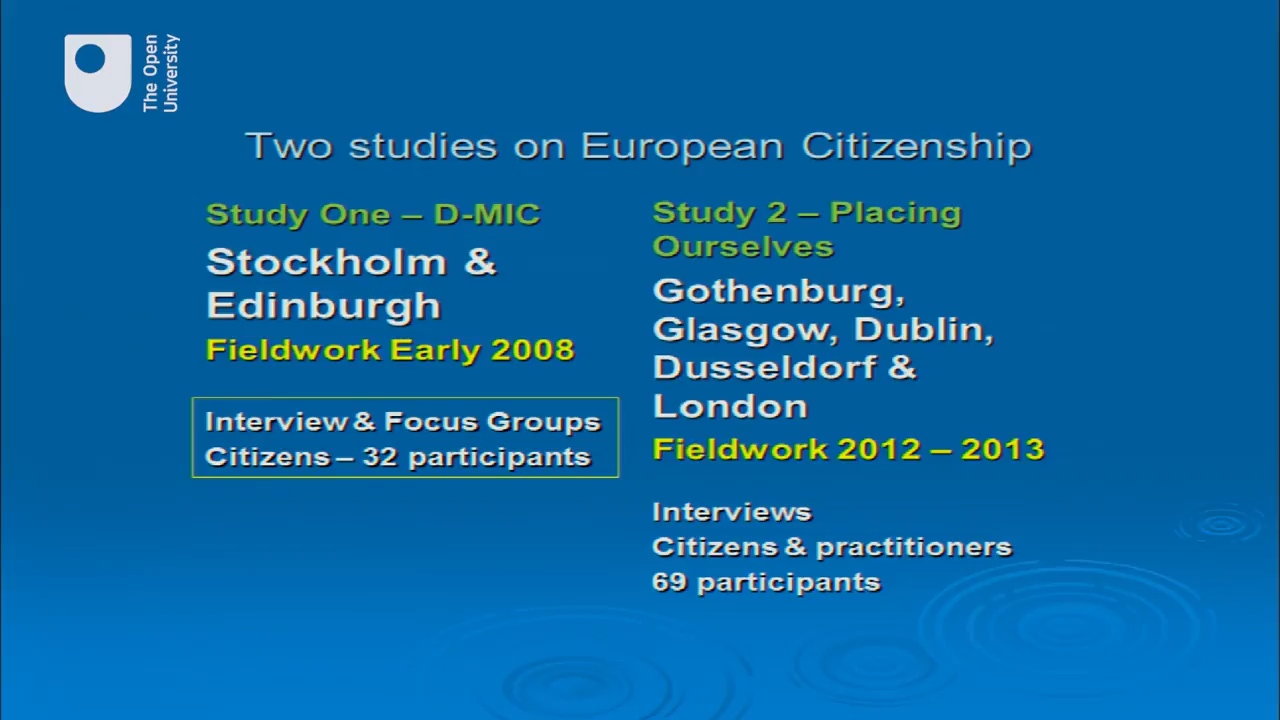 The Open
University
Two studies on European Citizenship
Study One – D-MIC
Stockholm &
Edinburgh
Fieldwork Early 2008
Interview & Focus Groups
Citizens – 32 participants
Study 2 – Placing
Ourselves
Gothenburg,
Glasgow, Dublin,
Dusseldorf &
London
Fieldwork 2012 – 2013
Interviews
Citizens & practitioners
69 participants